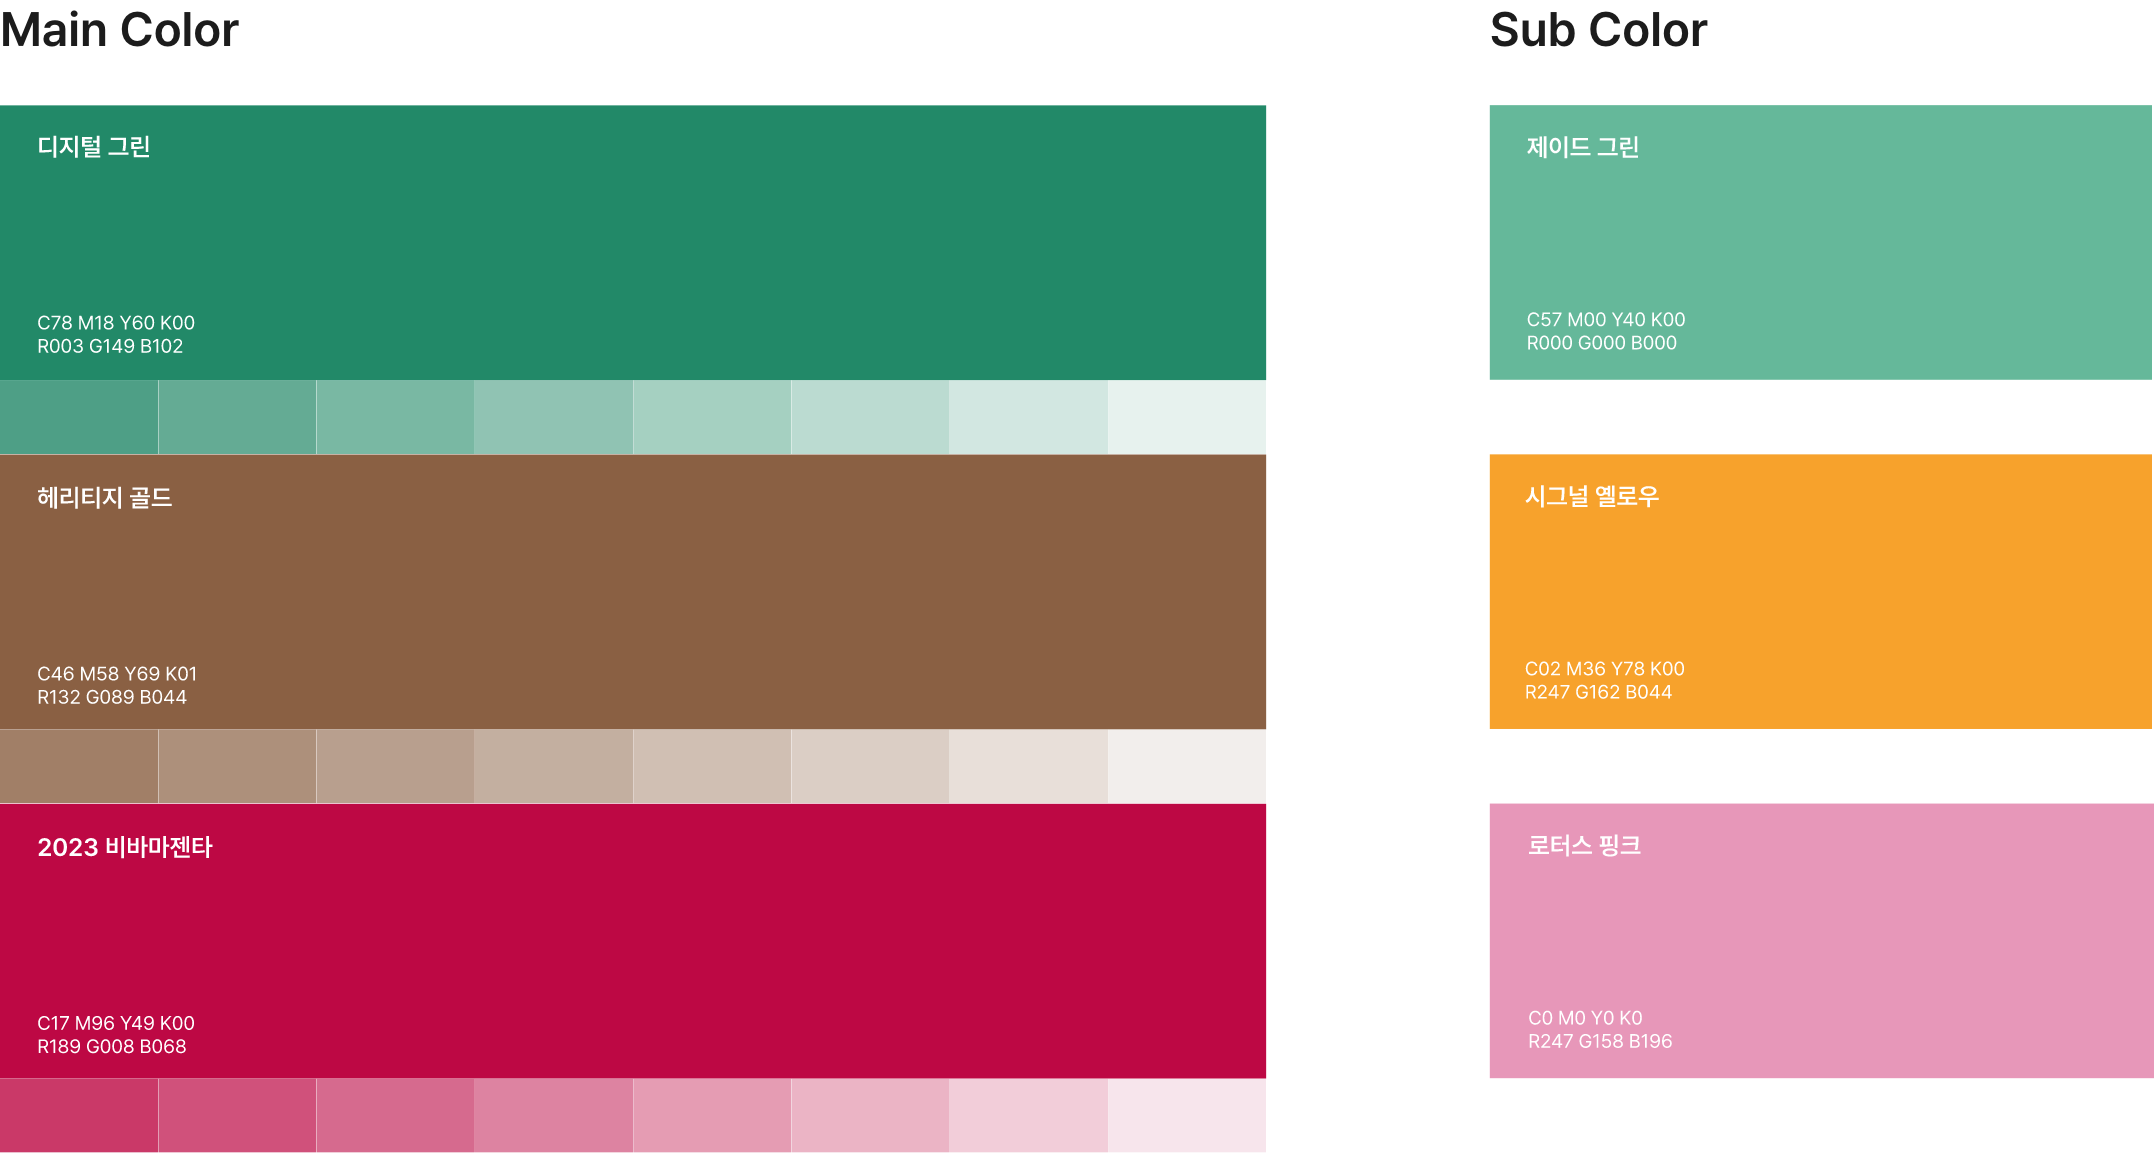 Main Color
디지털 그린
C78 M18 Y60 K00
R003 G149 B102
헤리티지 골드
C46 M58 Y69 K01
R132 G089 B044
2023 비바마젠타
C17 M96 Y49 K00
R189 G008 B068
Sub Color
제이드 그린
C57 M00 Y40 K00
R000 G000 B000
시그널 옐로우
C02 M36 Y78 K00
R247 G162 B044
로터스 핑크
C0 M0 Y0 K0
R247 G158 B196